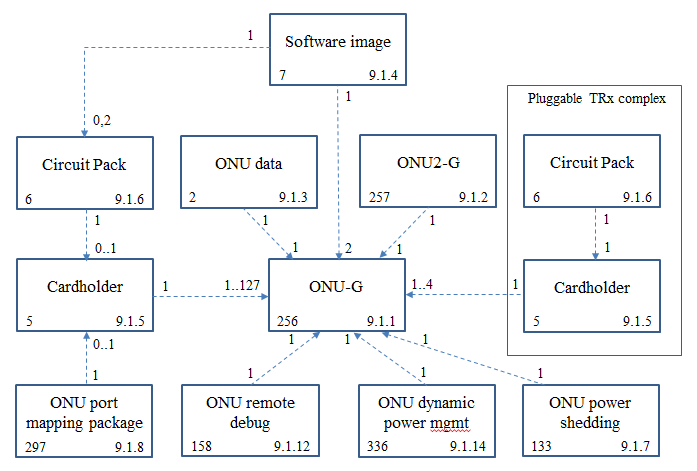 1
Software image
7 9.1.4
1
Pluggable TRx complex
0,2
Circuit Pack
6 9.1.6
ONU data
2 9.1.3
ONU2-G
257 9.1.2
Circuit Pack
6 9.1.6
1
1
1
1
0..1
1
2
1
1
Cardholder
5 9.1.5
1
1..127
ONU-G
256 9.1.1
1..4
1
Cardholder
5 9.1.5
0..1
1
1
1
1
1
1
1
ONU port
mapping package
297 9.1.8
ONU remote
debug
158 9.1.12
ONU dynamic
power mgmt
336 9.1.14
ONU power
shedding
133 9.1.7